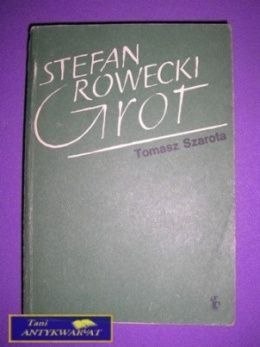 STEFAN
ROWECKI
Grot
Tomasz Szarota
Tani
ANTYKWARIAT